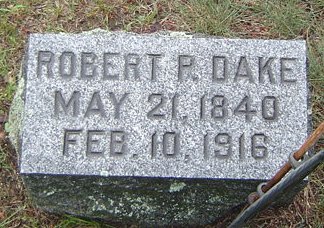 ROBERT P. DAKE
MAY 21, 1840
FEB. 10, 1916